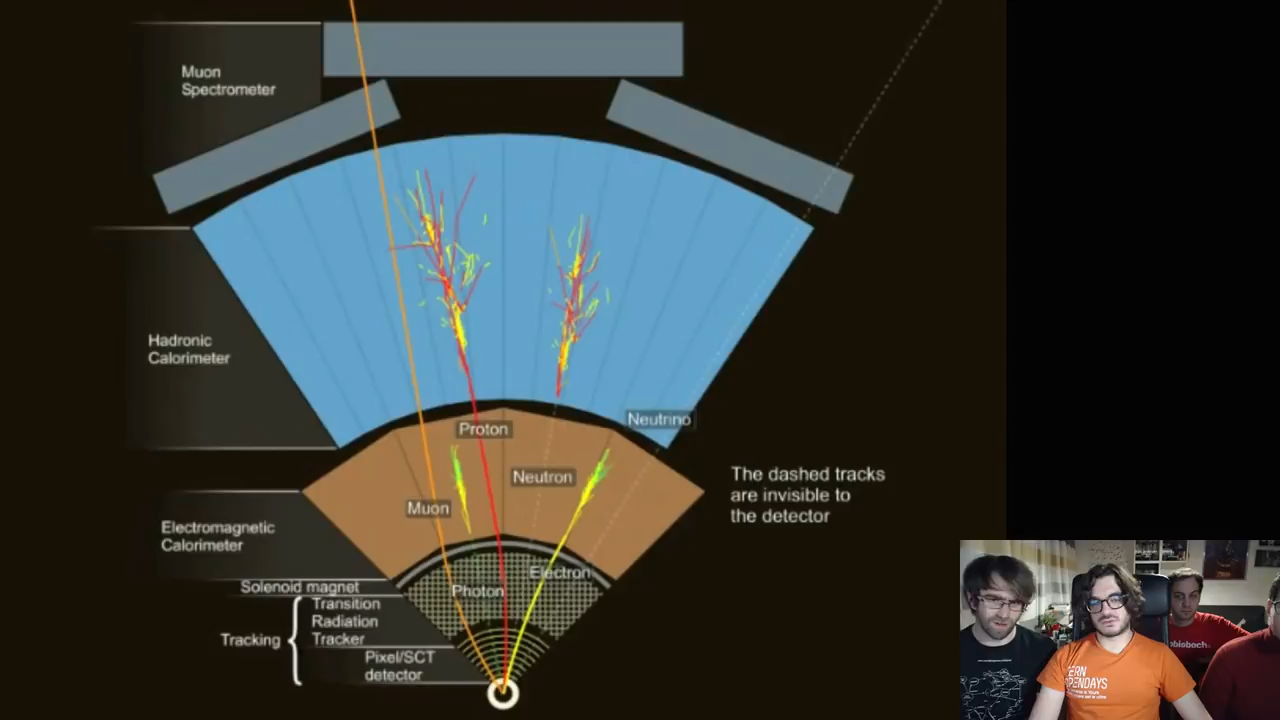 Muon
Spectrometer
Hadronic
Calorimeter
Neutrino
Proton
Neutron
Muon
The dashed tracks
are invisible to
the detector
Electromagnetic
Calorimeter
Electron
Photon
Solenoid magnet
Tracking
Transition
Radiation
Tracker
Pixel/SCT
detector